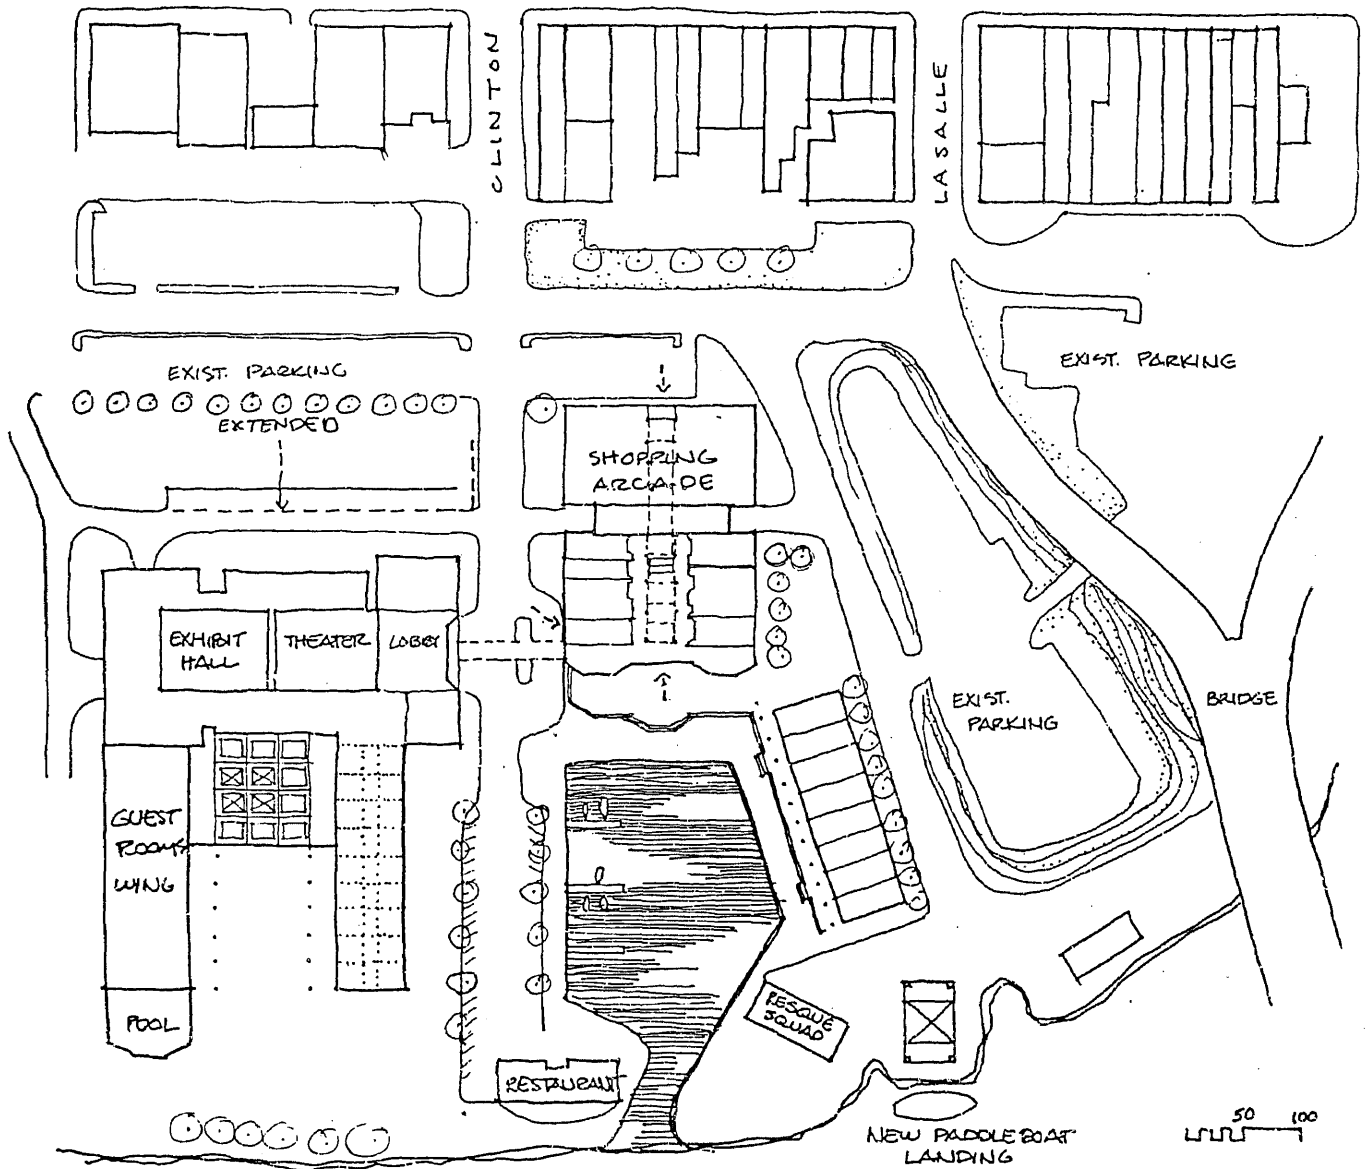 CLINTON
LASALLE
EXIST. PARKING
EXTENDED
EXIST. PARKING
SHOPPING
ARCADE
EXHIBIT
HALL
THEATER
LOBBY
EXIST.
PARKING
BRIDGE
GUEST
ROOMS
WING
POOL
RESQUE
SQUAD
RESTAURANT
NEW PADDLEBOAT
LANDING
50 100